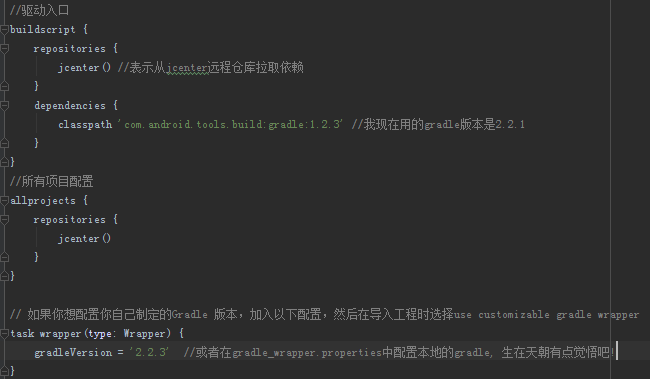 //驱动入口
buildscript {
repositories {
jcenter() //表示从jcenter远程仓库拉取依赖
}
dependencies {
classpath 'com.android.tools.build:gradle:1.2.3' //我现在用的gradle版本是2.2.1
}
}
//所有项目配置
allprojects {
repositories {
jcenter()
}
}
// 如果你想配置你自己制定的Gradle 版本，加入以下配置，然后在导入工程时选择use customizable gradle wrapper
task wrapper(type: Wrapper) {
gradleVersion = '2.2.3' //或者在gradle_wrapper.properties中配置本地的gradle, 生在天朝有点觉悟吧!
}